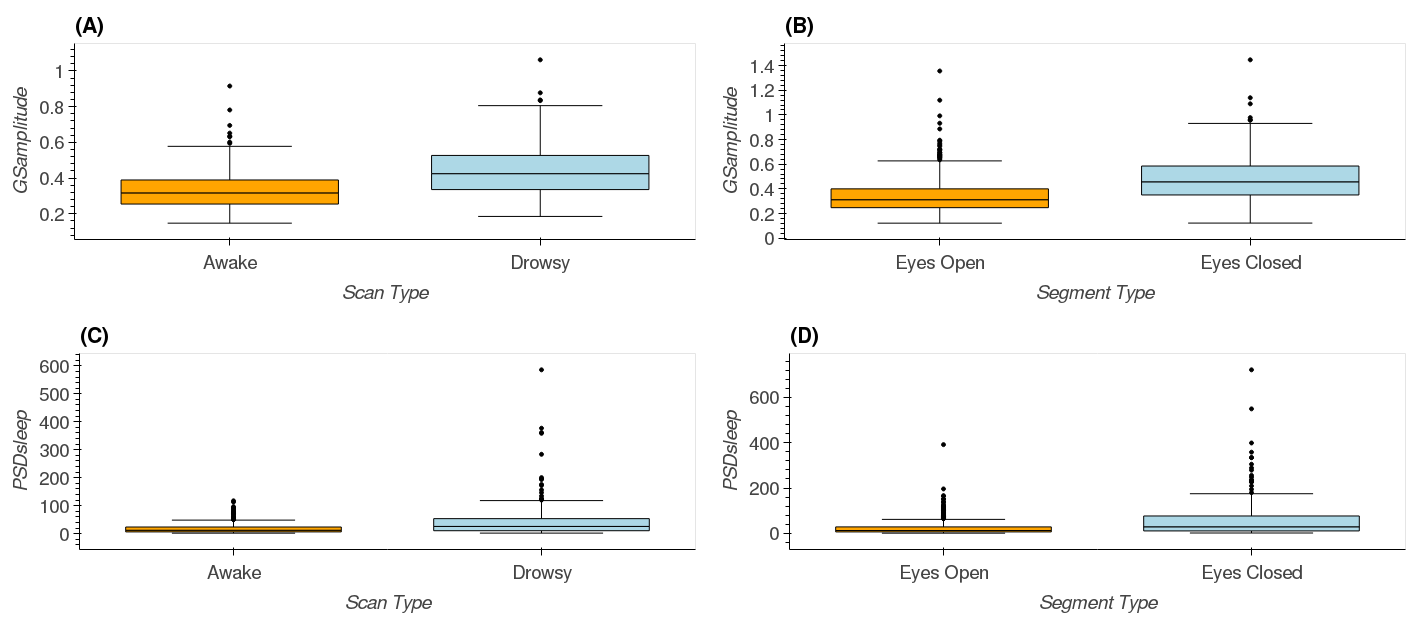 (A)
GSamplitude
1
0.8
0.6
0.4
0.2
Awake
Drowsy
Scan Type
(B)
GSamplitude
1.4
1.2
1
0.8
0.6
0.4
0.2
0
Eyes Open
Eyes Closed
Segment Type
(C)
PSDsleep
600
500
400
300
200
100
0
Awake
Drowsy
Scan Type
(D)
PSDsleep
600
400
200
0
Eyes Open
Eyes Closed
Segment Type